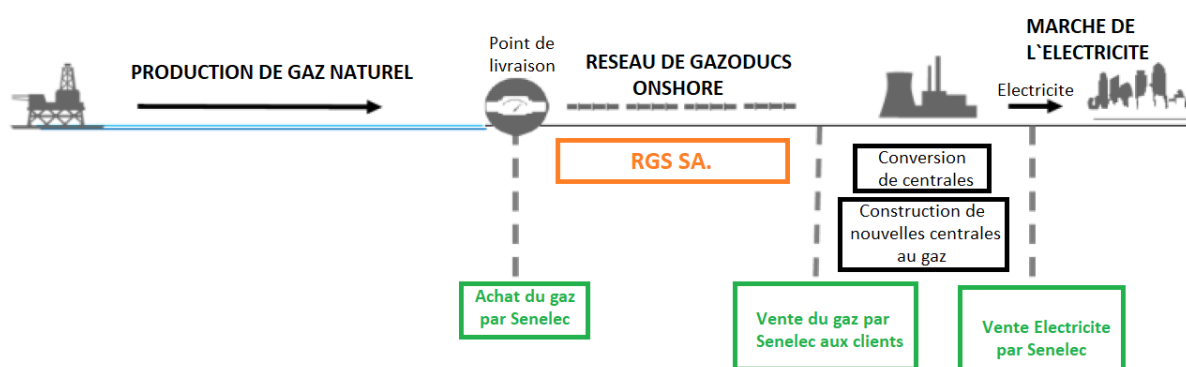 PRODUCTION DE GAZ NATUREL
Point de
livraison
RESEAU DE GAZODUCS
ONSHORE
MARCHE DE
L`ELECTRICITE
Electricite
RGS SA.
Conversion
de centrales
Construction de
nouvelles centrales
au gaz
Achat du gaz
par Senelec
Vente du gaz par
Senelec aux clients
Vente Electricite
par Senelec